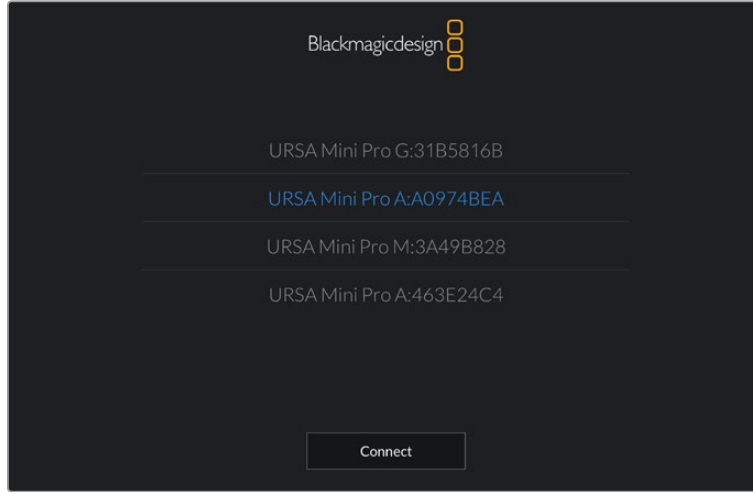 Blackmagicdesign
URSA Mini Pro G:31B5816B
URSA Mini Pro A:A0974BEA
URSA Mini Pro M:3A49B828
URSA Mini Pro A:463E24C4
Connect